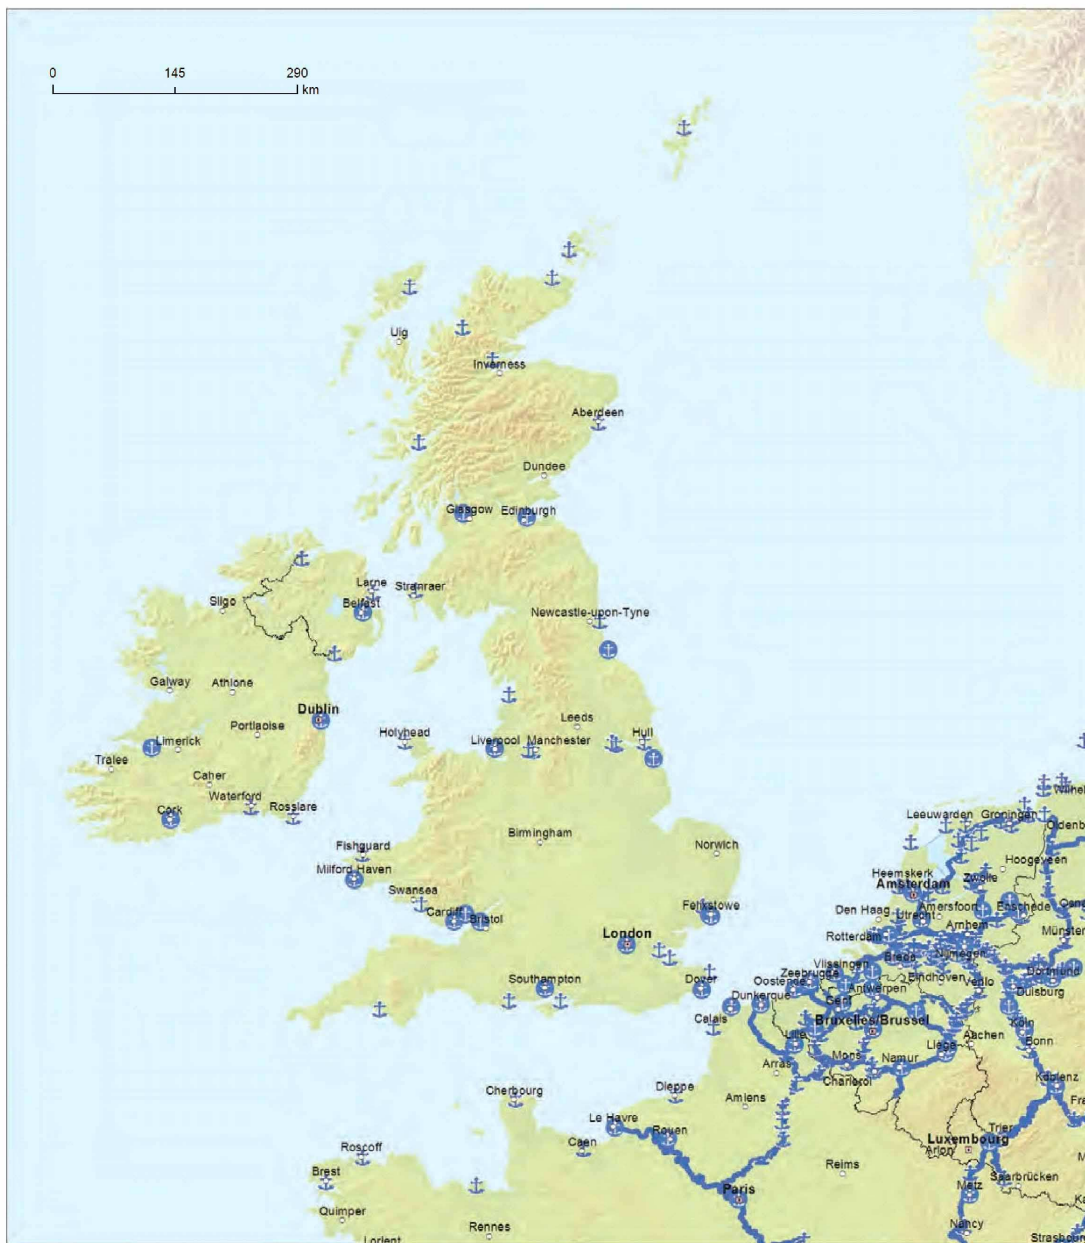 0 145 290
km
Uig
Inverness
Aberdeen
Dundee
Glasgow
Edinburgh
Larne
Stranraer
Sligo
Belfast
Newcastle-upon-Tyne
Galway
Athlone
Dublin
Portlaoise
Leeds
Holyhead
Hull
Limerick
Liverpool
Manchester
Tralee
Caher
Waterford
Rosslare
Cork
Birmingham
Norwich
Fishguard
Milford Haven
Swansea
Cardiff
Bristol
Felixstowe
London
Southampton
Dover
Leeuwarden
Groningen
Hoogeveen
Heemskerk
Zwolle
Amsterdam
Amersfoort
Enschede
Den Haag
Utrecht
Arnhem
Rotterdam
Münster
Breda
Nijmegen
Vlissingen
Zeebrugge
Eindhoven
Dortmund
Oostende
Antwerpen
Venlo
Duisburg
Dunkerque
Gent
Calais
Bruxelles/Brussel
Köln
Lille
Aachen
Bonn
Liège
Arras
Mons
Namur
Charleroi
Koblenz
Dieppe
Cherbourg
Amiens
Le Havre
Rouen
Trier
Caen
Luxembourg
Arlon
Roscoff
Reims
Brest
Saarbrücken
Paris
Metz
Quimper
Rennes
Nancy
Lorient